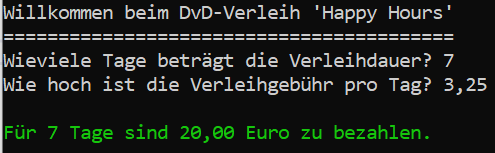 Willkommen beim DvD-Verleih 'Happy Hours'
=========================================
Wieviele Tage beträgt die Verleihdauer? 7
Wie hoch ist die Verleihgebühr pro Tag? 3,25
Für 7 Tage sind 20,00 Euro zu bezahlen.